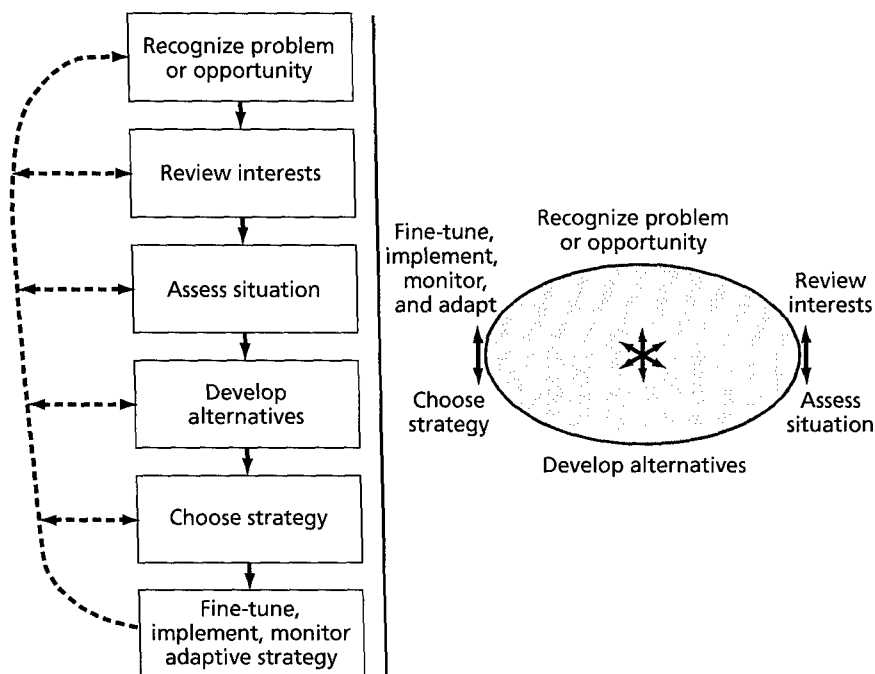 Recognize problem
or opportunity
Review interests
Assess situation
Develop
alternatives
Choose strategy
Fine-tune,
implement, monitor
adaptive strategy
Recognize problem
or opportunity
Fine-tune,
implement,
monitor,
and adapt
Review
interests
Choose
strategy
Assess
situation
Develop alternatives